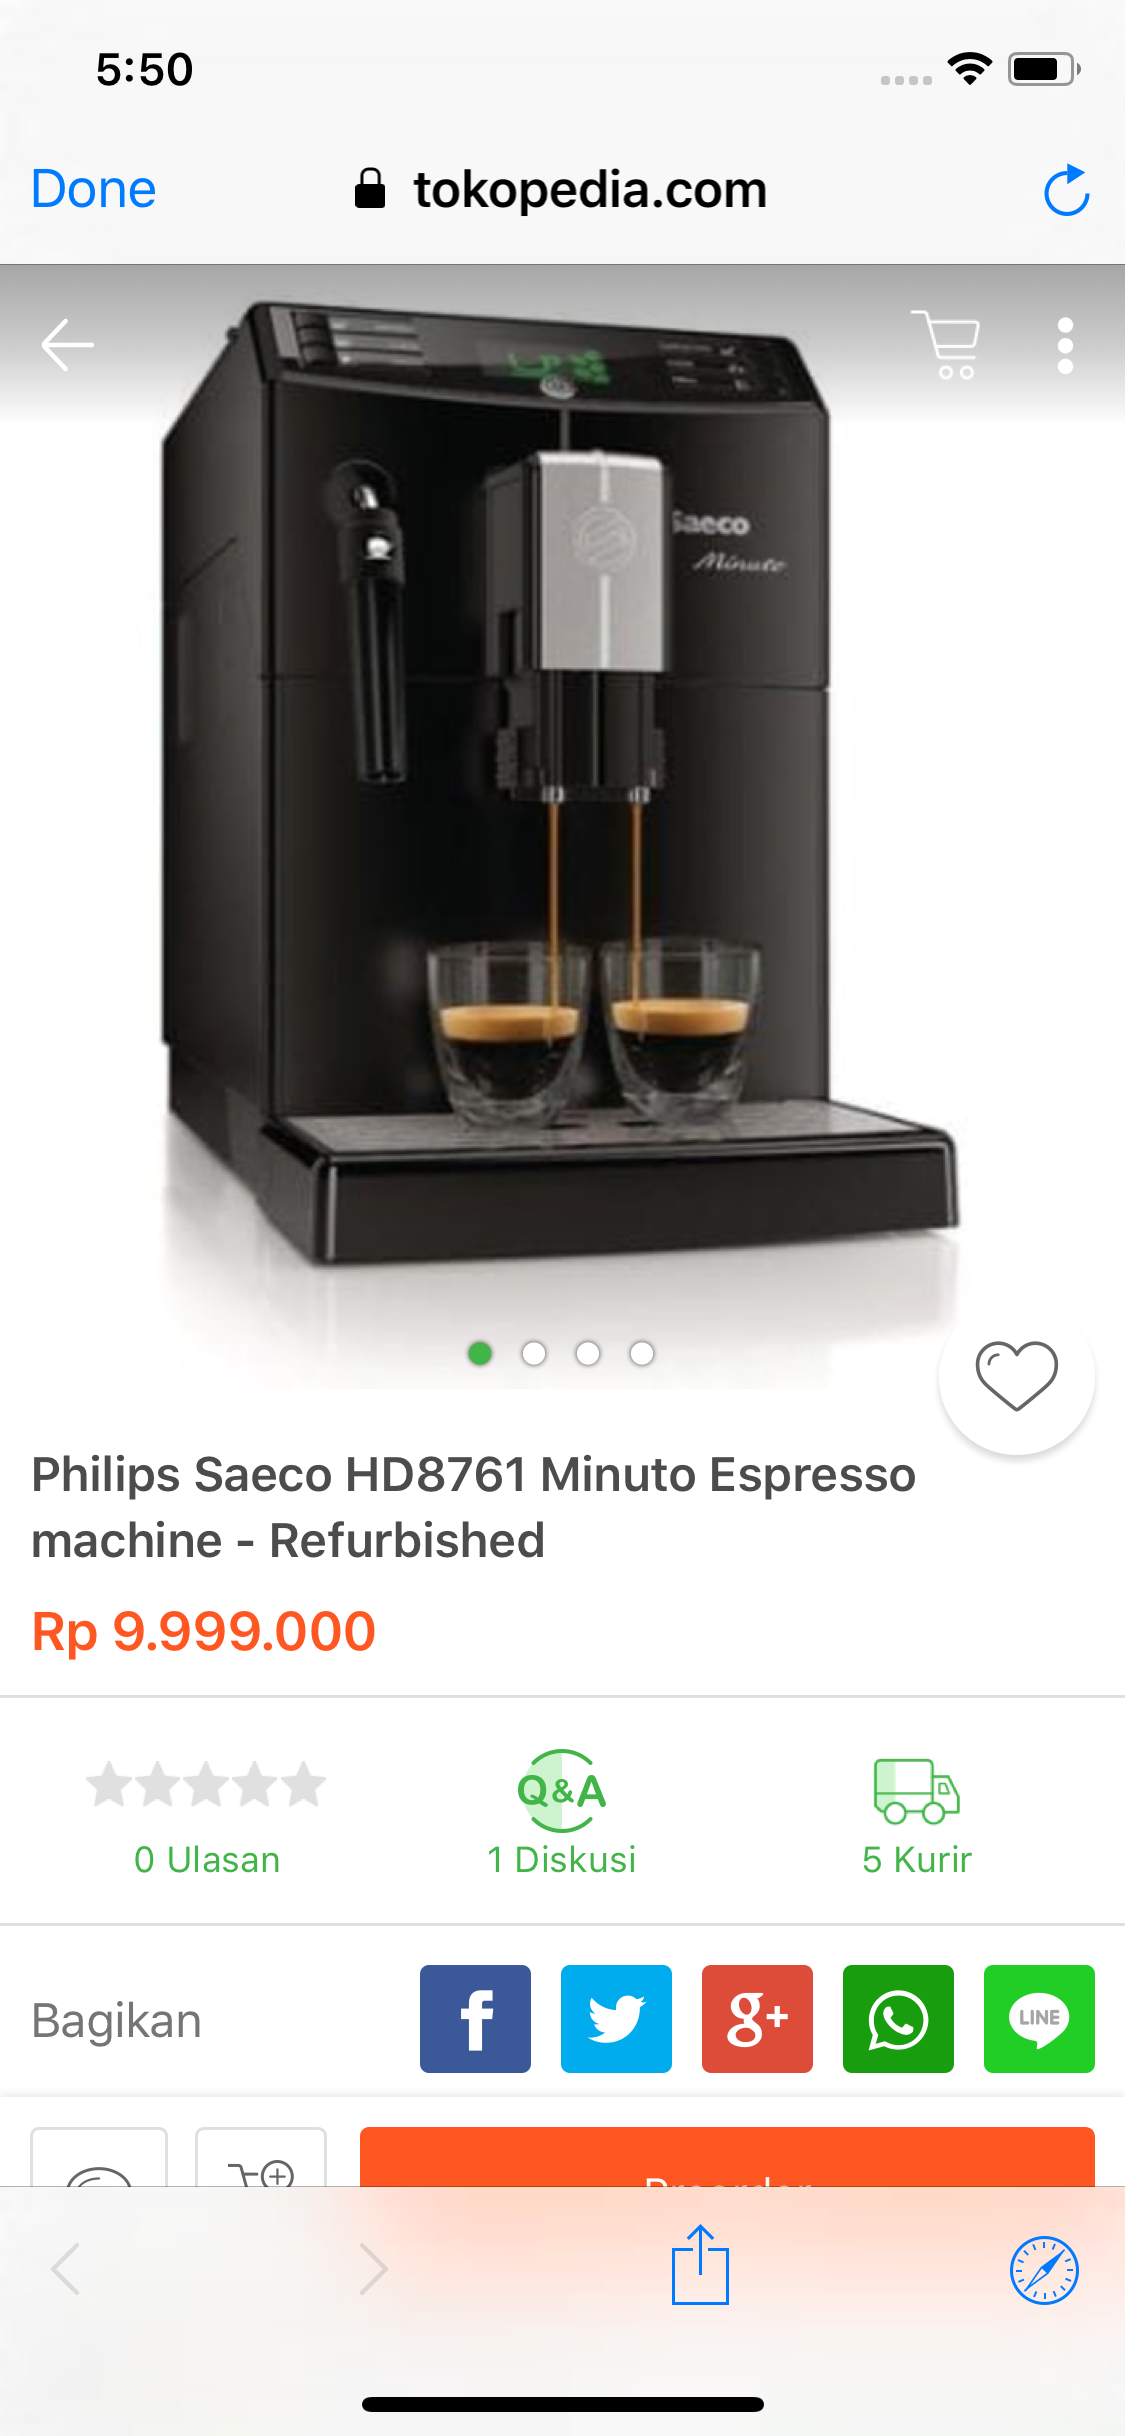 5:50
Done
tokopedia.com
Saeco
Minuto
Philips Saeco HD8761 Minuto Espresso
machine - Refurbished
Rp 9.999.000
Q&A
0 Ulasan
1 Diskusi
5 Kurir
Bagikan
f
g+
LINE
Preorder